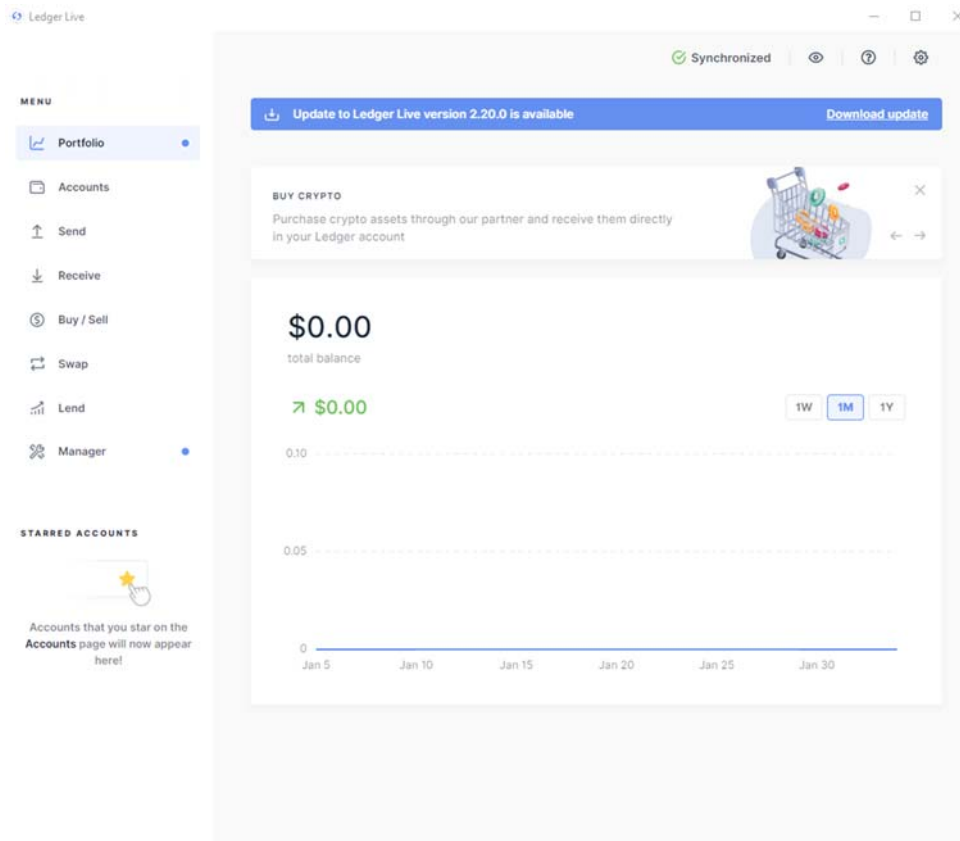 Ledger Live
Synchronized
MENU
Portfolio
Accounts
Send
Receive
Buy / Sell
Swap
Lend
Manager
STARRED ACCOUNTS
Accounts that you star on the
Accounts page will now appear
here!
Update to Ledger Live version 2.20.0 is available
Download update
BUY CRYPTO
Purchase crypto assets through our partner and receive them directly
in your Ledger account
$0.00
total balance
$0.00
1W 1M 1Y
0.10
0.05
0
Jan 5 Jan 10 Jan 15 Jan 20 Jan 25 Jan 30